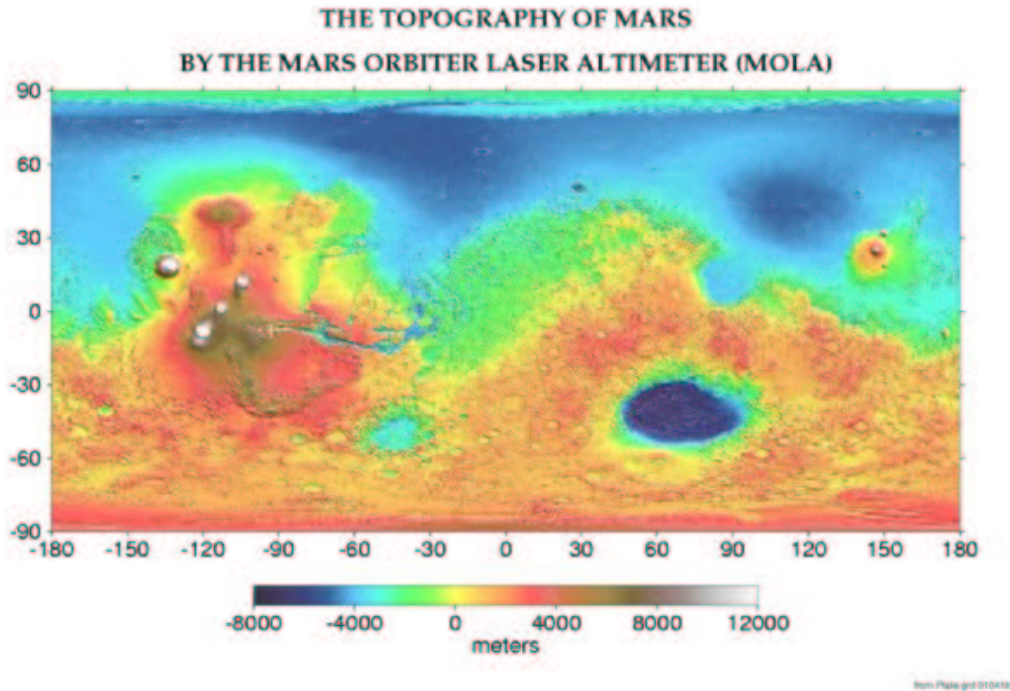 THE TOPOGRAPHY OF MARS
BY THE MARS ORBITER LASER ALTIMETER (MOLA)
90
60
30
0
-30
-60
-90
-180 -150 -120 -90 -60 -30 0 30 60 90 120 150 180
-8000 -4000 0 4000 8000 12000
meters
from